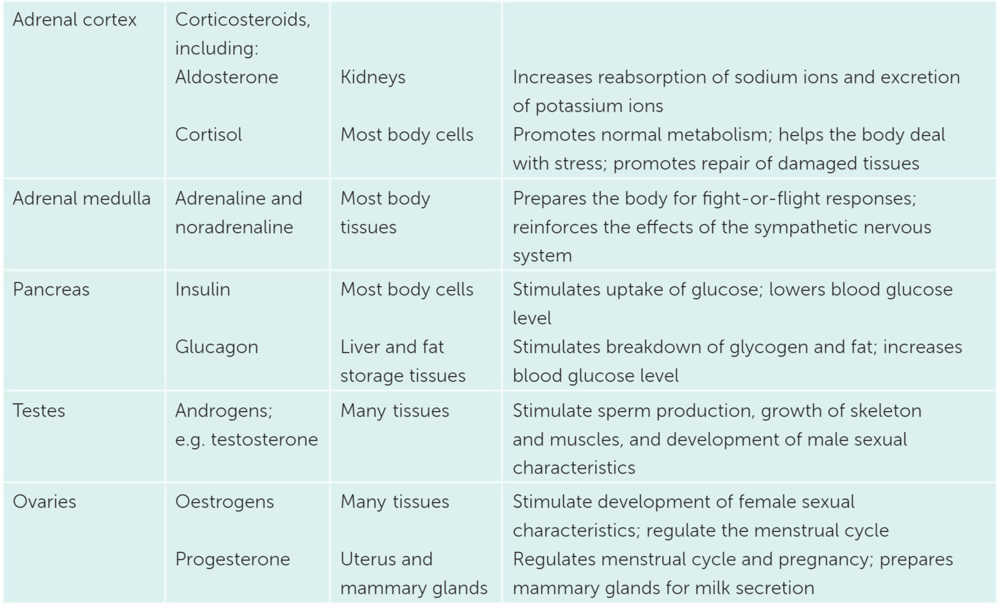 Adrenal cortex
Corticosteroids,
including:
Aldosterone
Kidneys
Increases reabsorption of sodium ions and excretion
of potassium ions
Cortisol
Most body cells
Promotes normal metabolism; helps the body deal
with stress; promotes repair of damaged tissues
Adrenal medulla
Adrenaline and
noradrenaline
Most body
tissues
Prepares the body for fight-or-flight responses;
reinforces the effects of the sympathetic nervous
system
Pancreas
Insulin
Most body cells
Stimulates uptake of glucose; lowers blood glucose
level
Glucagon
Liver and fat
storage tissues
Stimulates breakdown of glycogen and fat; increases
blood glucose level
Testes
Androgens;
e.g. testosterone
Many tissues
Stimulate sperm production, growth of skeleton
and muscles, and development of male sexual
characteristics
Ovaries
Oestrogens
Many tissues
Stimulate development of female sexual
characteristics; regulate the menstrual cycle
Progesterone
Uterus and
mammary glands
Regulates menstrual cycle and pregnancy; prepares
mammary glands for milk secretion